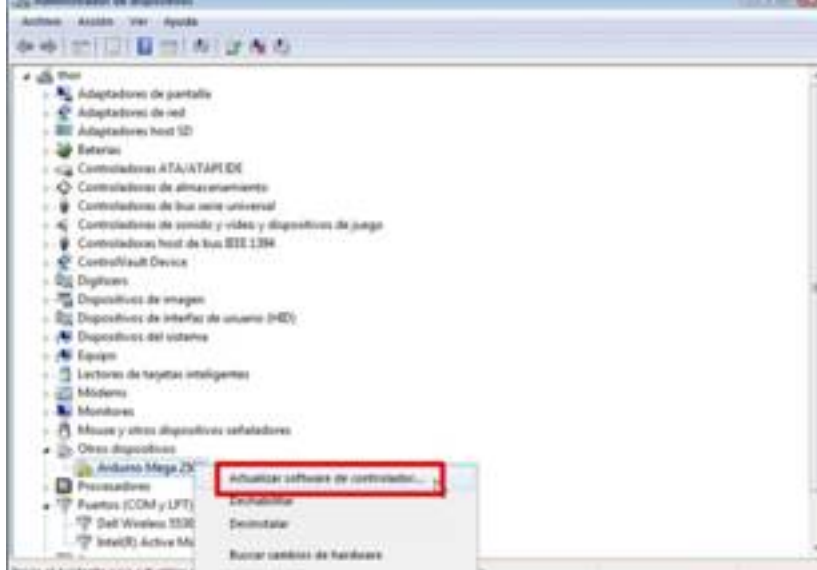 Administrador de dispositivos
Archivo Acción Ver Ayuda
thor
Adaptadores de pantalla
Adaptadores de red
Adaptadores host SD
Baterías
Controladoras ATA/ATAPI IDE
Controladoras de almacenamiento
Controladoras de bus serie universal
Controladoras de sonido y vídeo y dispositivos de juego
Controladoras host de bus IEEE 1394
ControlVault Device
Digitizers
Dispositivos de imagen
Dispositivos de interfaz de usuario (HID)
Dispositivos del sistema
Equipo
Lectores de tarjetas inteligentes
Módems
Monitores
Mouse y otros dispositivos señaladores
Otros dispositivos
Arduino Mega
Actualizar software de controlador...
Procesadores
Deshabilitar
Puertos (COM y LPT)
Dell Wireless
Desinstalar
Intel(R) Active
Buscar cambios de hardware